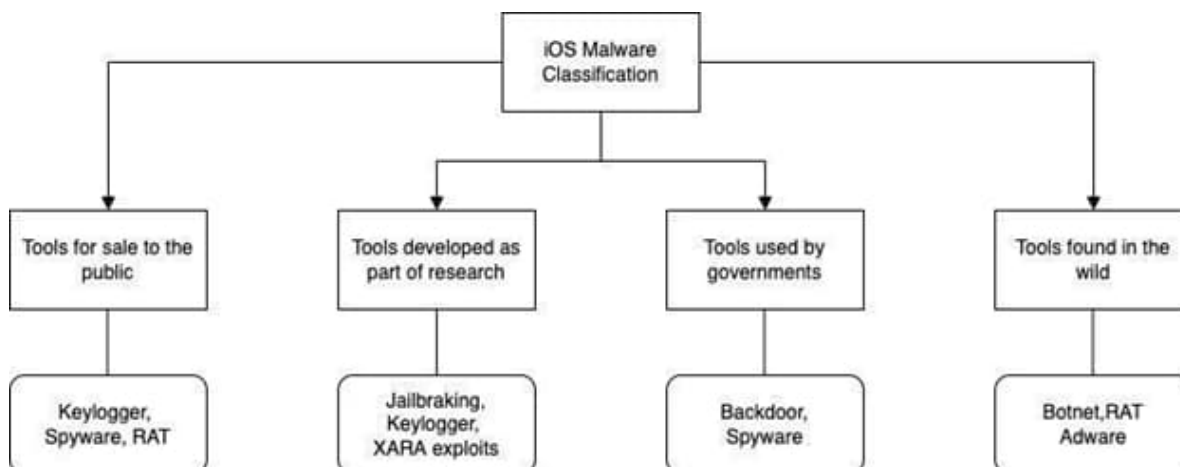 iOS Malware
Classification
Tools for sale to the
public
Tools developed as
part of research
Tools used by
governments
Tools found in the
wild
Keylogger,
Spyware, RAT
Jailbraking,
Keylogger,
XARA exploits
Backdoor,
Spyware
Botnet,RAT
Adware